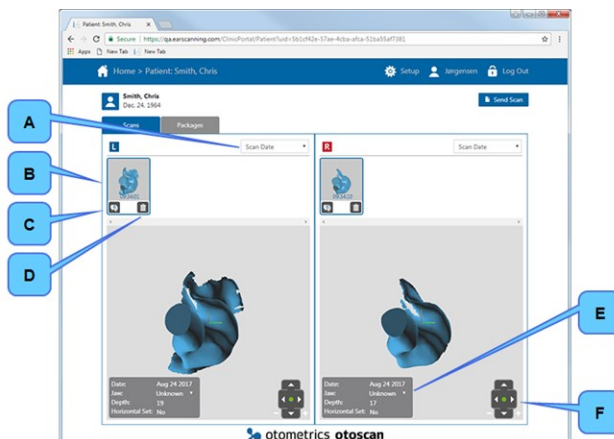 Patient: Smith, Chris
Secure https://qa.earscanning.com/ClinicPortal/Patient?uid=5b1cf42e-57ae-4cba-afca-52ba55af7381
Apps New Tab New Tab
Home > Patient: Smith, Chris
Setup Jørgensen Log Out
Smith, Chris
Dec. 24, 1964
Send Scan
Scans Packages
A
L Scan Date
R Scan Date
B
C
D
E
F
Date: Aug 24 2017
Jaw: Unknown
Depth: 19
Horizontal Set: No
Date: Aug 24 2017
Jaw: Unknown
Depth: 17
Horizontal Set: No
otometrics otoscan